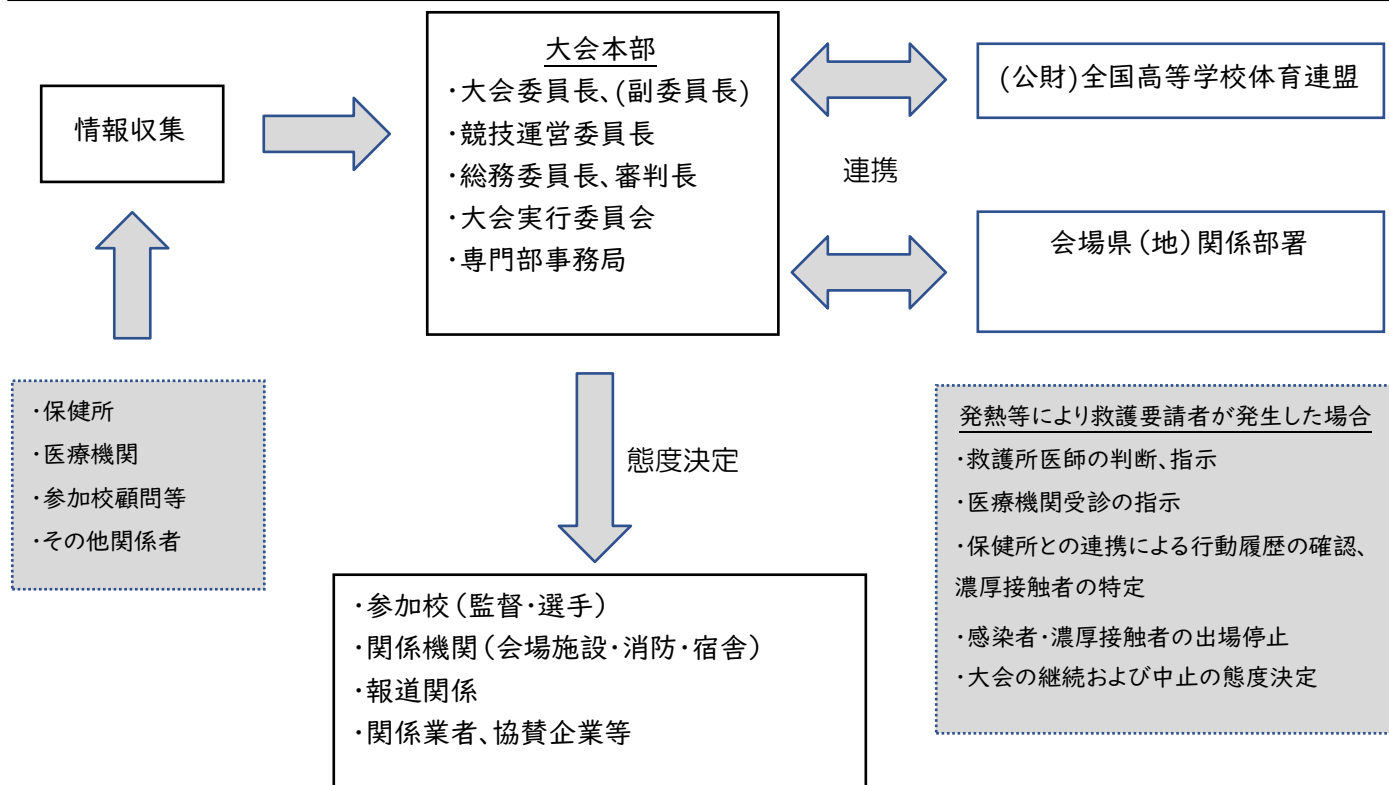 大会本部
・大会委員長、(副委員長)
・競技運営委員長
・総務委員長、審判長
・大会実行委員会
・専門部事務局
情報収集
(公財)全国高等学校体育連盟
連携
会場県(地)関係部署
・保健所
・医療機関
・参加校顧問等
・その他関係者
態度決定
発熱等により救護要請者が発生した場合
・救護所医師の判断、指示
・医療機関受診の指示
・保健所との連携による行動履歴の確認、
濃厚接触者の特定
・感染者・濃厚接触者の出場停止
・大会の継続および中止の態度決定
・参加校(監督・選手)
・関係機関(会場施設・消防・宿舎)
・報道関係
・関係業者、協賛企業等